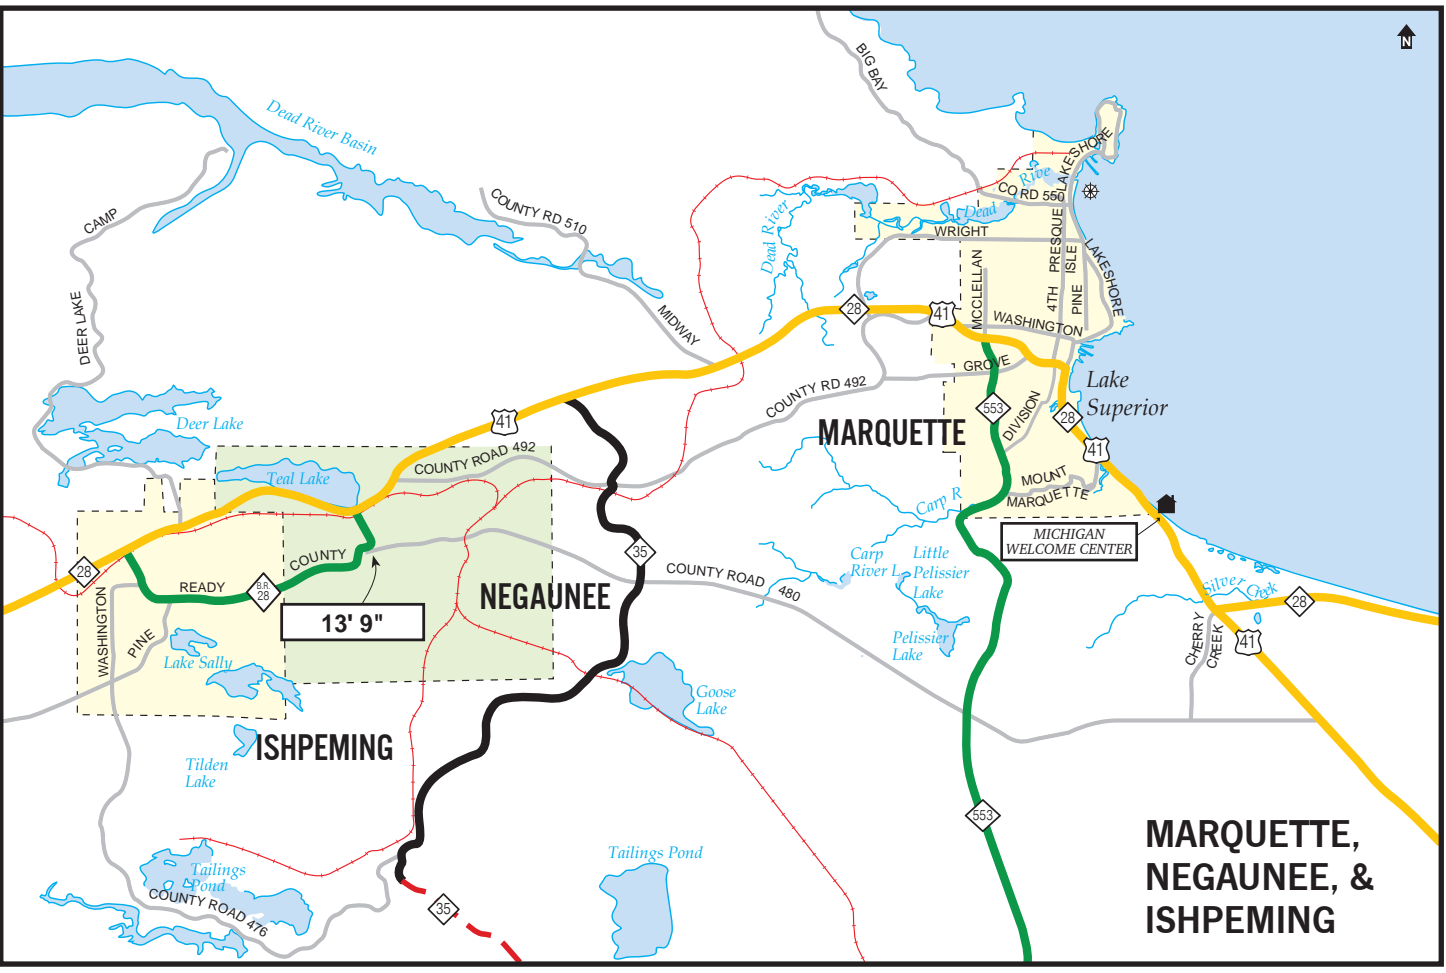 N
BIG BAY
Dead River Basin
LAKESHORE
Rive
CO RD 550
Dead
COUNTY RD 510
CAMP
Dead River
WRIGHT
4TH
PRESQUE
ISLE
PINE
LAKESHORE
MCCLELLAN
DEER LAKE
MIDWAY
28
41
WASHINGTON
GROVE
COUNTY RD 492
Lake
Superior
553
DIVISION
28
41
41
Deer Lake
MARQUETTE
COUNTY ROAD 492
Teal Lake
MOUNT
MARQUETTE
Carp R
MICHIGAN
WELCOME CENTER
COUNTY
35
28
READY
B.R.
28
Carp
River L
Little
Pelissier
Lake
COUNTY ROAD
480
NEGAUNEE
13' 9"
Silver
Creek
28
WASHINGTON
PINE
Pelissier
Lake
CHERRY
CREEK
41
Lake Sally
Goose
Lake
ISHPEMING
Tilden
Lake
553
MARQUETTE,
NEGAUNEE, &
ISHPEMING
Tailings Pond
Tailings
Pond
COUNTY ROAD 476
35